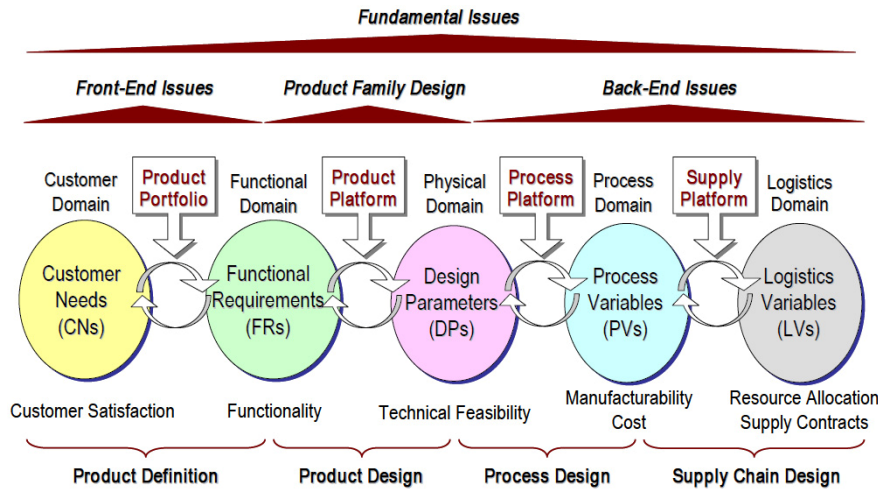 Fundamental Issues
Front-End Issues
Product Family Design
Back-End Issues
Customer
Domain
Product
Portfolio
Functional
Domain
Product
Platform
Physical
Domain
Process
Platform
Process
Domain
Supply
Platform
Logistics
Domain
Customer
Needs
(CNs)
Functional
Requirements
(FRs)
Design
Parameters
(DPs)
Process
Variables
(PVs)
Logistics
Variables
(LVs)
Customer Satisfaction
Functionality
Technical Feasibility
Manufacturability
Cost
Resource Allocation
Supply Contracts
Product Definition
Product Design
Process Design
Supply Chain Design